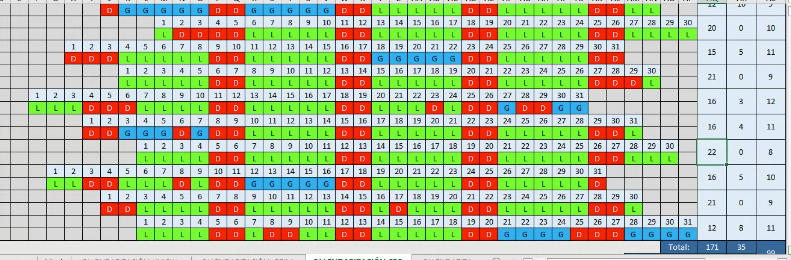 D G G G G G D D G G G G G D D L L L L L D D L L L L L D D L L
1 2 3 4 5 6 7 8 9 10 11 12 13 14 15 16 17 18 19 20 21 22 23 24 25 26 27 28 29 30
L D D D D D L L L L L D D L L L L L D D L L L L L D D L L L L 20 0 10
1 2 3 4 5 6 7 8 9 10 11 12 13 14 15 16 17 18 19 20 21 22 23 24 25 26 27 28 29 30 31
D D D L L L L L D D L L L L L D D G G G G G D D L L L L L D D 15 5 11
1 2 3 4 5 6 7 8 9 10 11 12 13 14 15 16 17 18 19 20 21 22 23 24 25 26 27 28 29 30
L L L L L D D L L L L L D D L L L L L D D L L L L L D D D L 21 0 9
1 2 3 4 5 6 7 8 9 10 11 12 13 14 15 16 17 18 19 20 21 22 23 24 25 26 27 28 29 30 31
L L L D D D L L L L D D L L L L L D D L L L D L D D G D D G G 16 3 12
1 2 3 4 5 6 7 8 9 10 11 12 13 14 15 16 17 18 19 20 21 22 23 24 25 26 27 28 29 30 31
D D G G G D G D D L L L L L D D L L L L L D D L L L L L D D L 16 4 11
1 2 3 4 5 6 7 8 9 10 11 12 13 14 15 16 17 18 19 20 21 22 23 24 25 26 27 28 29 30
L L L L D D L L L L L D D L L L L L D D L L L L L D D L L L 22 0 8
1 2 3 4 5 6 7 8 9 10 11 12 13 14 15 16 17 18 19 20 21 22 23 24 25 26 27 28 29 30 31
L L D D L L L D L D D G G G G G D D L L L L L D D L L L L L D 16 5 10
1 2 3 4 5 6 7 8 9 10 11 12 13 14 15 16 17 18 19 20 21 22 23 24 25 26 27 28 29 30
D D L L L L D D L L L L L D D L D L L L D D L L L L L D D L 21 0 9
1 2 3 4 5 6 7 8 9 10 11 12 13 14 15 16 17 18 19 20 21 22 23 24 25 26 27 28 29 30 31
L L L L D D L D D L L D D L L L L L D D G G G G D D D G G G G 12 8 11
Total: 171 35 99